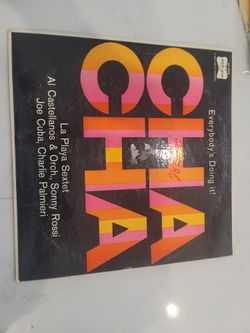 Everybody's Doing it!
CHA
CHA
La Playa Sextet
Al Castellanos & Orch, Sonny Rossi
Joe Cuba, Charlie Palmieri